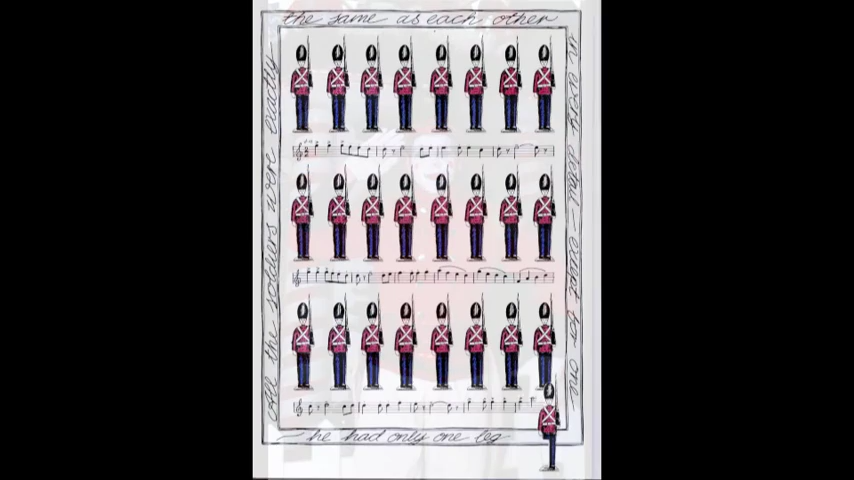 All the soldiers were exactly
the same as each other
in every detail - except for one
- he had only one leg